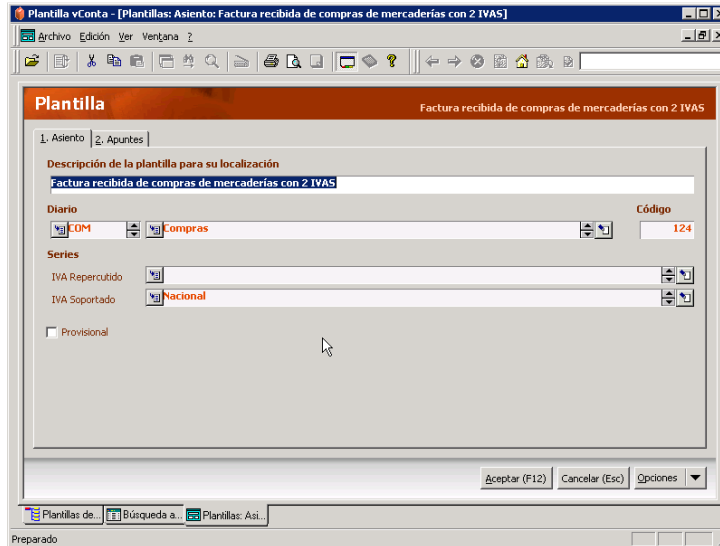 Plantilla vConta - [Plantillas: Asiento: Factura recibida de compras de mercaderías con 2 IVAS]
Archivo Edición Ver Ventana ?
Plantilla
Factura recibida de compras de mercaderías con 2 IVAS
1. Asiento 2. Apuntes
Descripción de la plantilla para su localización
Factura recibida de compras de mercaderías con 2 IVAS
Diario Código
COM Compras 124
Series
IVA Repercutido
IVA Soportado Nacional
Provisional
Aceptar (F12) Cancelar (Esc) Opciones
Plantillas de... Búsqueda a... Plantillas: Asi...
Preparado